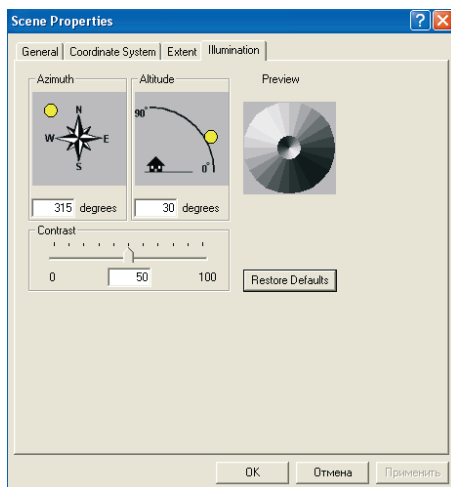 Scene Properties
General Coordinate System Extent Illumination
Azimuth Altitude Preview
N
W E
S
90°
0°
315 degrees 30 degrees
Contrast
0 50 100
Restore Defaults
OK Отмена Применить